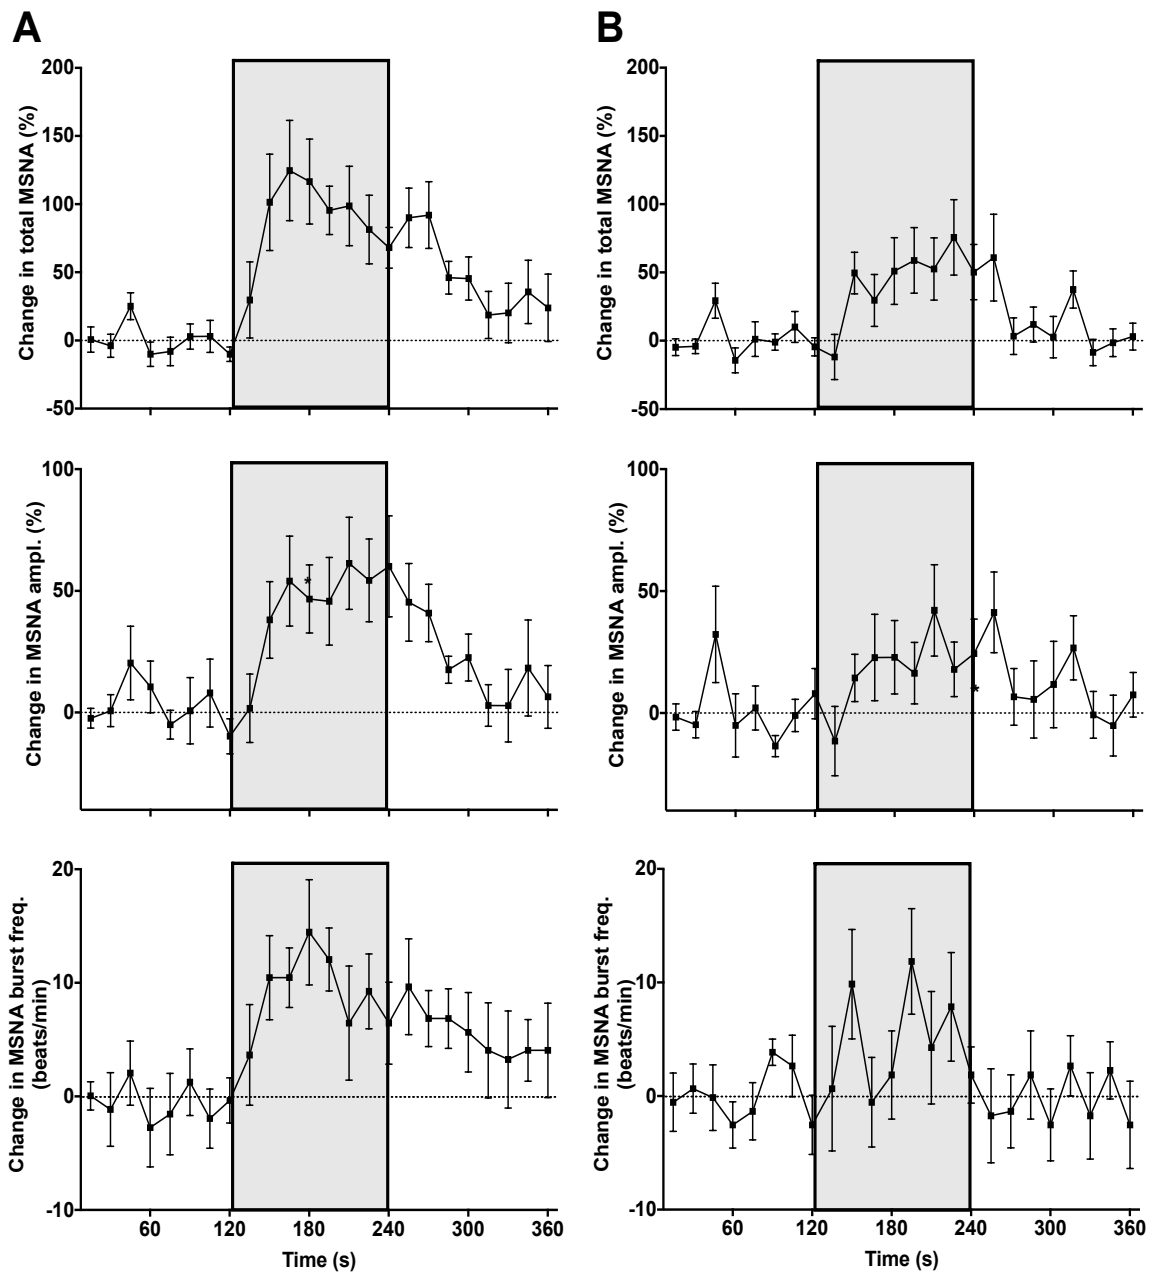 A
B
Change in total MSNA (%)
200
150
100
50
0
-50
Change in total MSNA (%)
200
150
100
50
0
-50
Change in MSNA ampl. (%)
100
50
0
*
Change in MSNA ampl. (%)
100
50
0
*
Change in MSNA burst freq.
(beats/min)
20
10
0
-10
60 120 180 240 300 360
Time (s)
Change in MSNA burst freq.
(beats/min)
20
10
0
-10
60 120 180 240 300 360
Time (s)